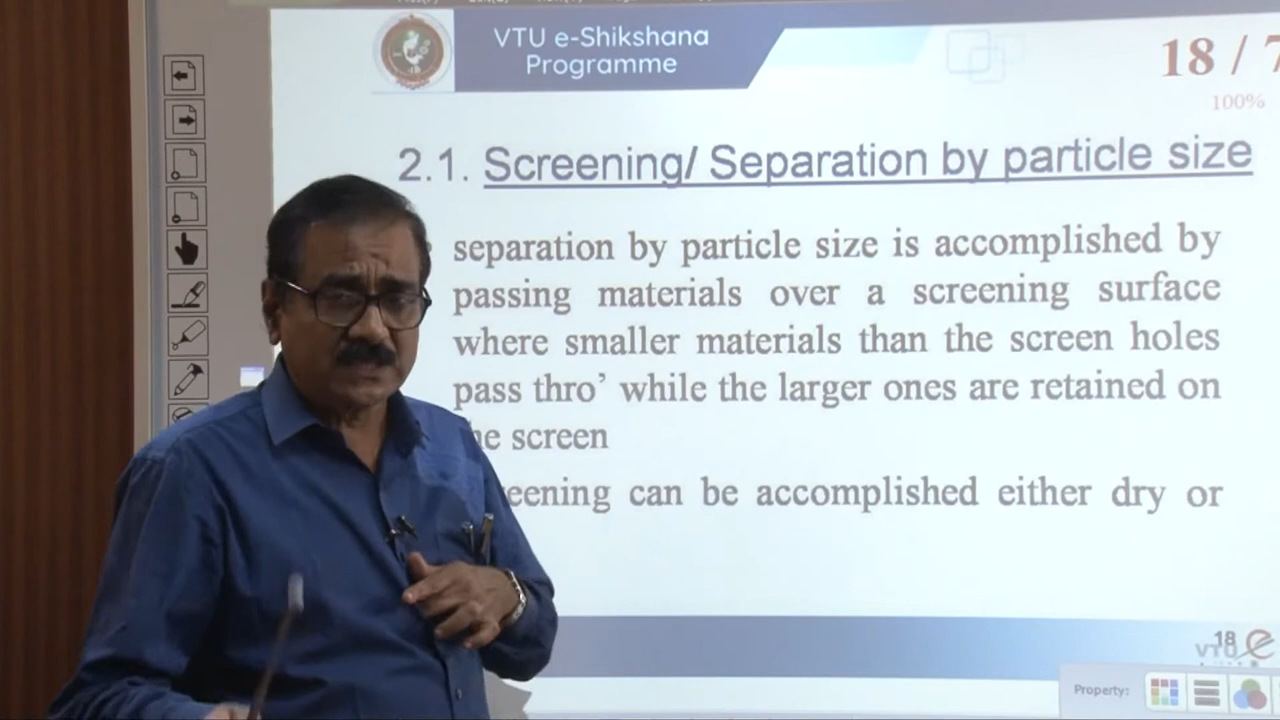 VTU e-Shikshana
Programme
18 / 7
100%
2.1. Screening/ Separation by particle size
separation by particle size is accomplished by
passing materials over a screening surface
where smaller materials than the screen holes
pass thro' while the larger ones are retained on
he screen
eening can be accomplished either dry or
18
VTU e
Property: